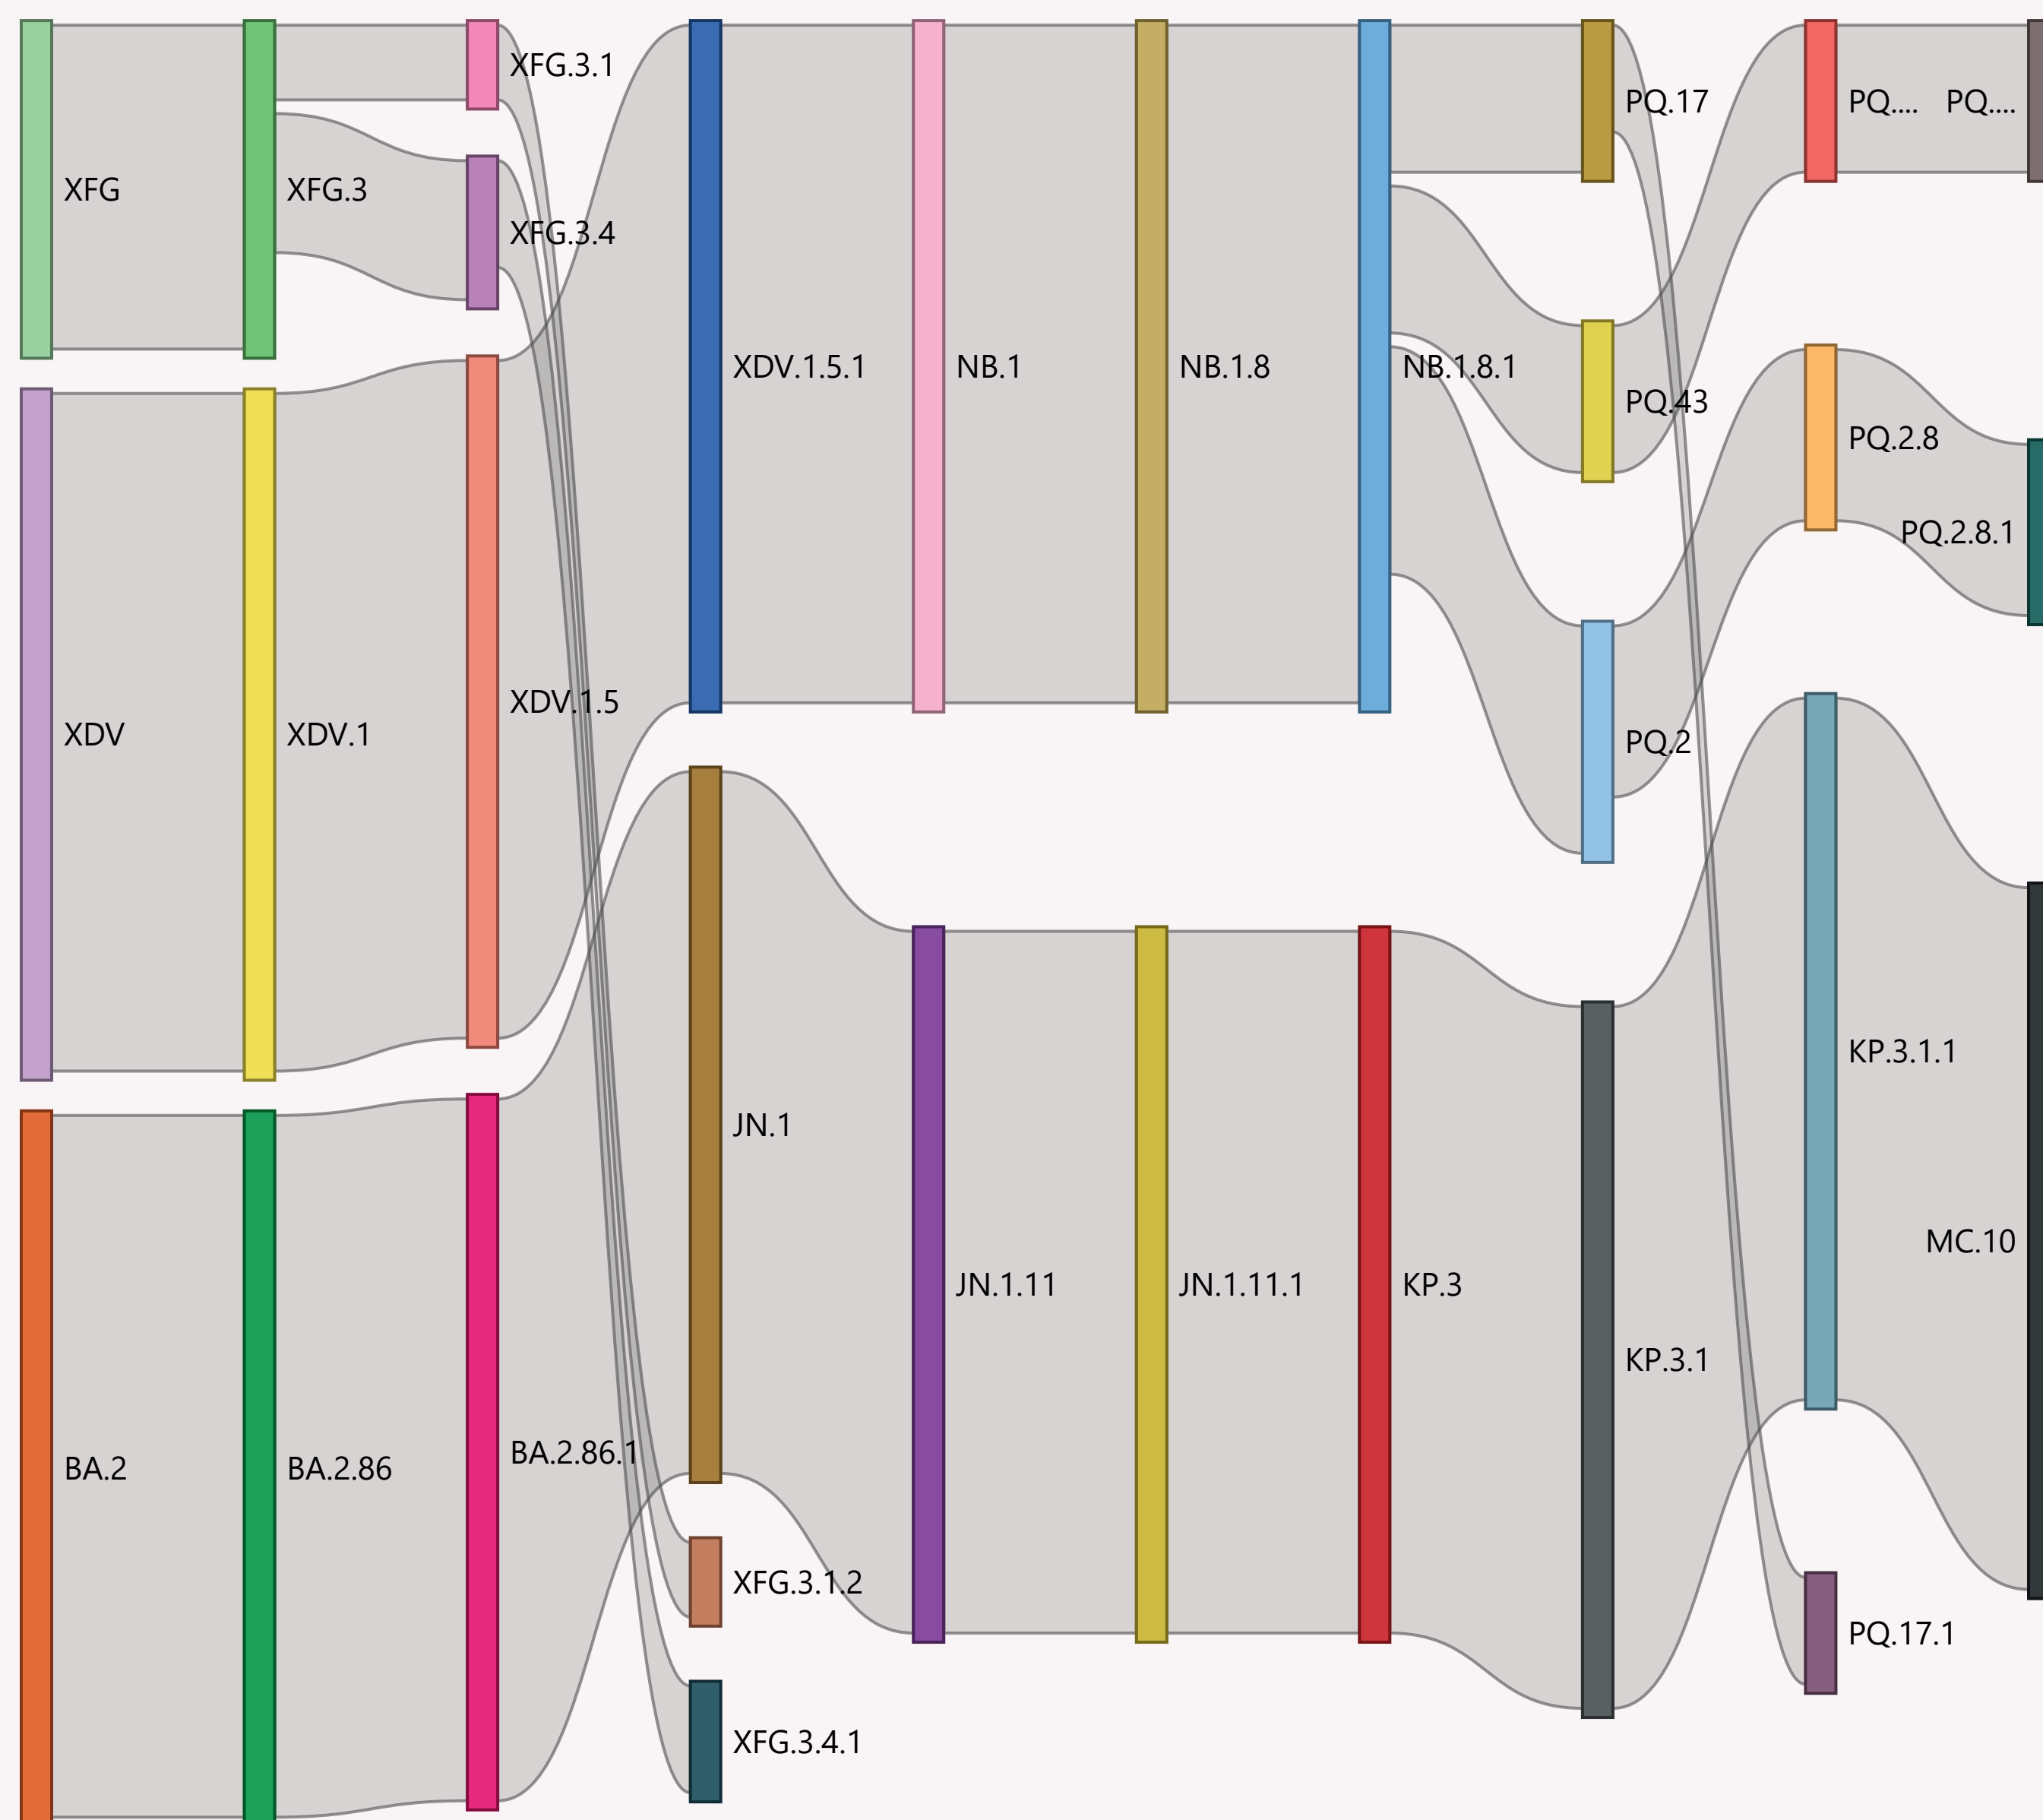 XFG
XFG.3
XFG.3.1
XFG.3.4
XDV
XDV.1
XDV.1.5
BA.2
BA.2.86
BA.2.86.1
XDV.1.5.1
JN.1
XFG.3.1.2
XFG.3.4.1
NB.1
JN.1.11
NB.1.8
JN.1.11.1
NB.1.8.1
KP.3
PQ.17
PQ.43
PQ.2
KP.3.1
PQ....
PQ.2.8
KP.3.1.1
PQ.17.1
PQ....
PQ.2.8.1
MC.10